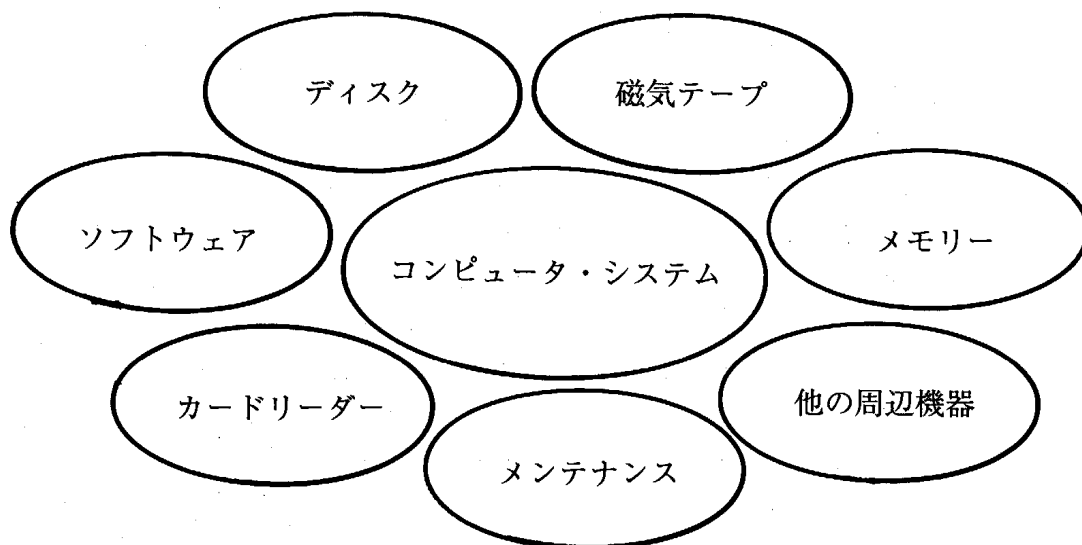 ディスク
磁気テープ
ソフトウェア
コンピュータ・システム
メモリー
カードリーダー
他の周辺機器
メンテナンス